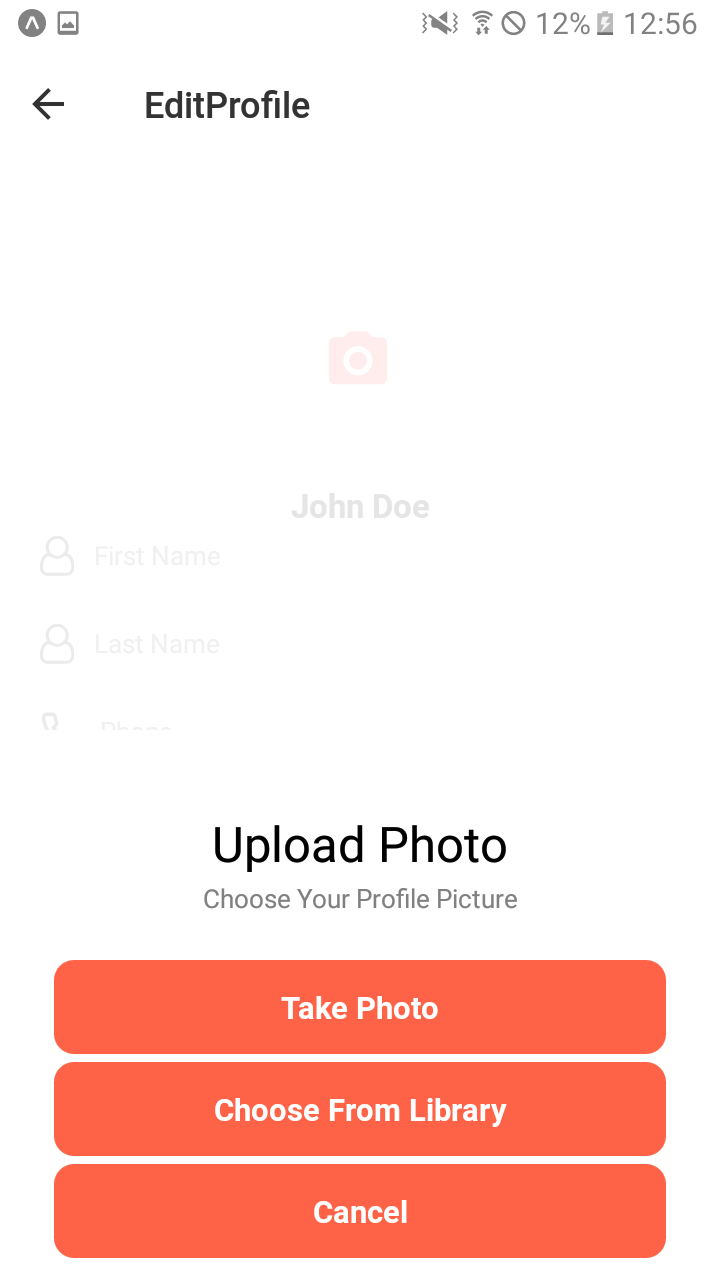 12% 12:56
EditProfile
John Doe
First Name
Last Name
Phone
Upload Photo
Choose Your Profile Picture
Take Photo
Choose From Library
Cancel